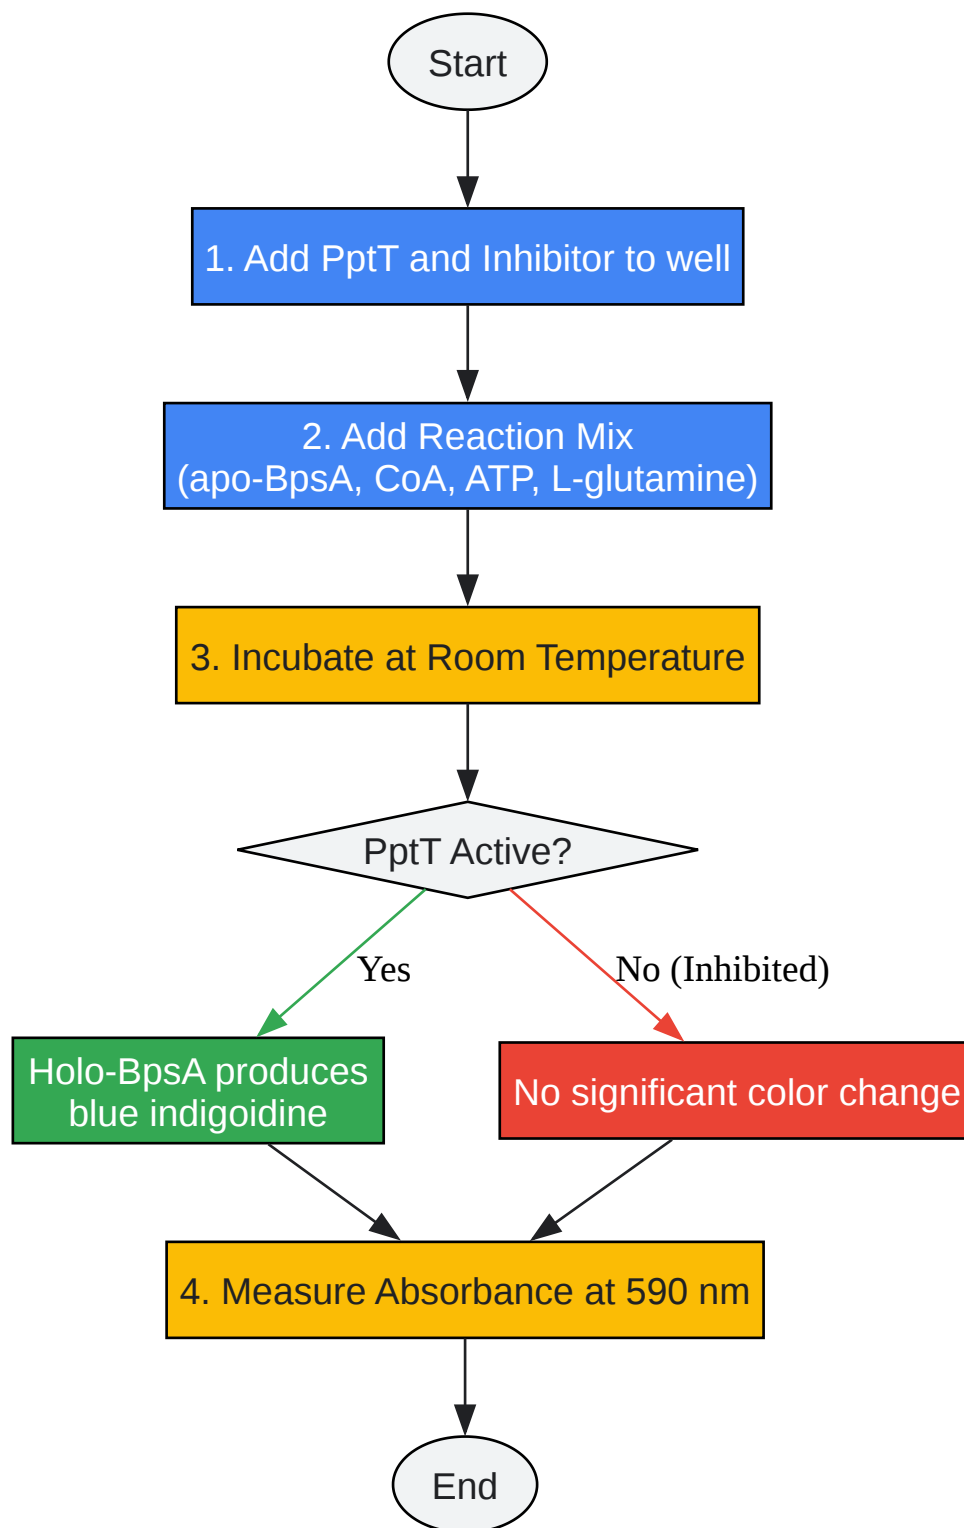 Start
1. Add PptT and Inhibitor to well
2. Add Reaction Mix
(apo-BpsA, CoA, ATP, L-glutamine)
3. Incubate at Room Temperature
PptT Active?
Yes
No (Inhibited)
Holo-BpsA produces
blue indigoidine
No significant color change
4. Measure Absorbance at 590 nm
End